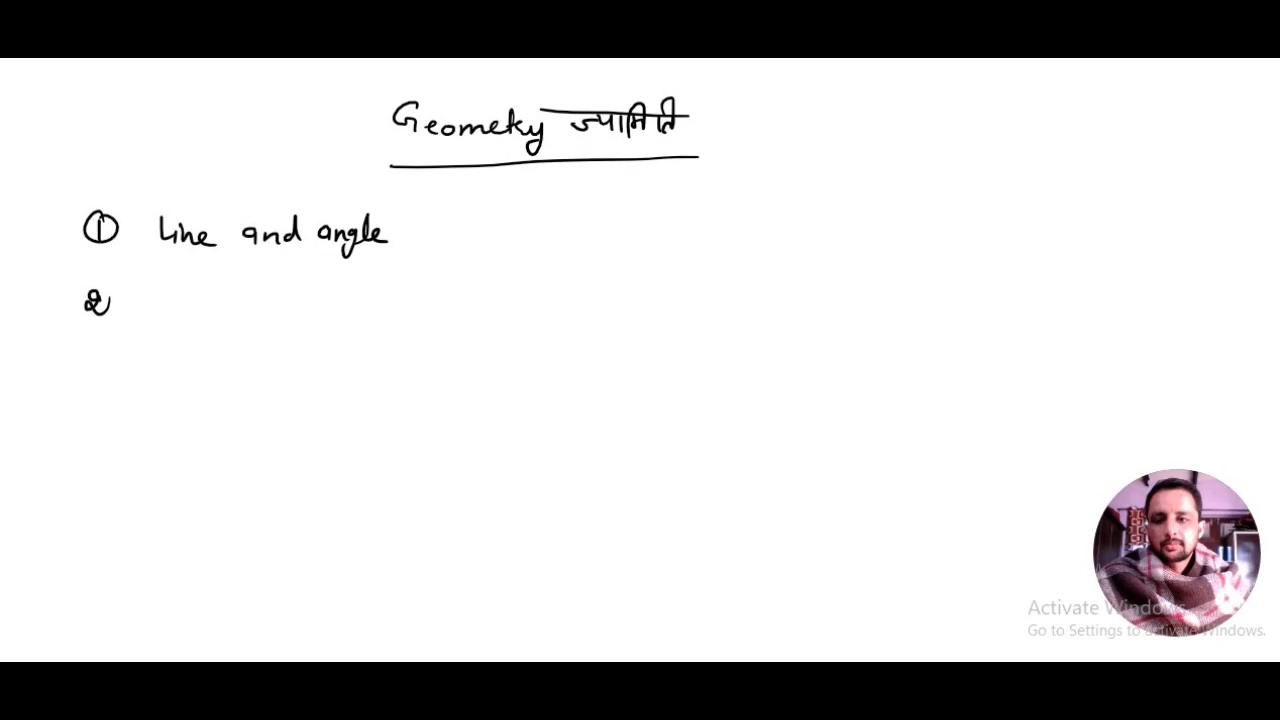 Geometry ज्यामिति
① Line and angle
2
Activate Windows
Go to Settings to activate Windows.